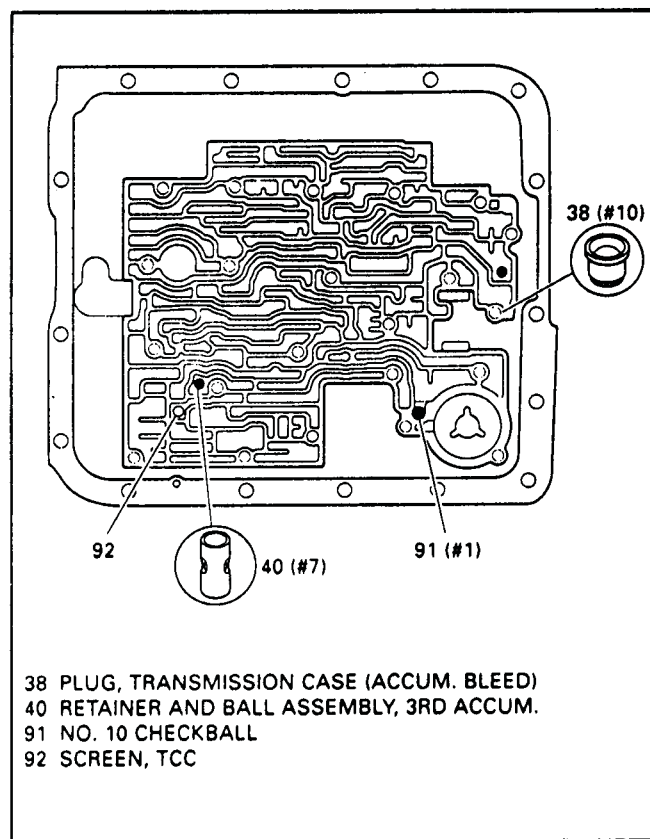 38 (#10)
92
40 (#7)
91 (#1)
38 PLUG, TRANSMISSION CASE (ACCUM. BLEED)
40 RETAINER AND BALL ASSEMBLY, 3RD ACCUM.
91 NO. 10 CHECKBALL
92 SCREEN, TCC